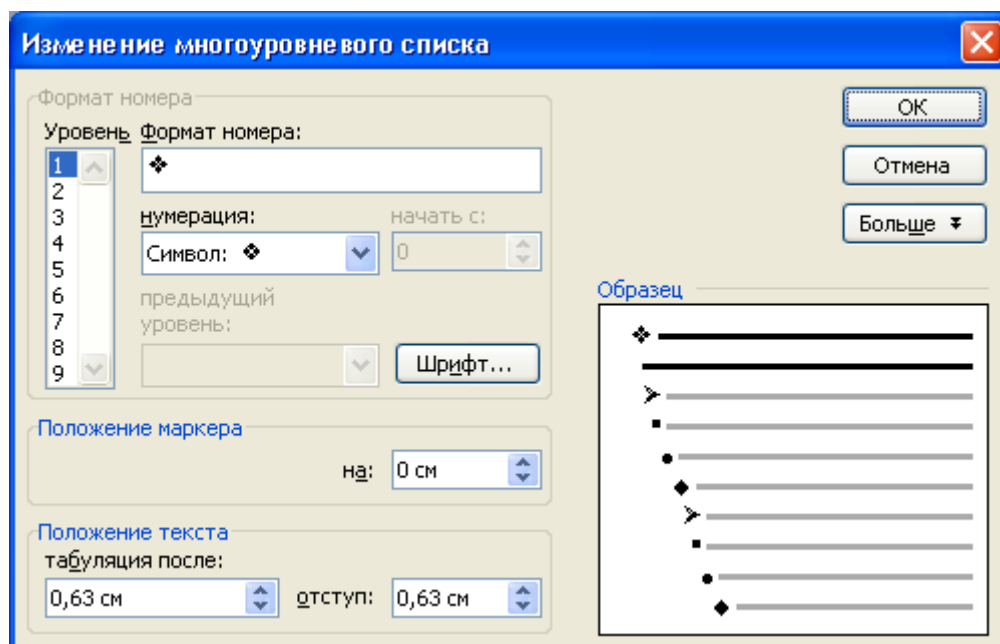 Изменение многоуровневого списка
Формат номера
Уровень Формат номера:
1
2
3
4
5
6
7
8
9
❖
нумерация: начать с:
Символ: ❖ 0
предыдущий
уровень:
Шрифт...
Положение маркера
на: 0 см
Положение текста
табуляция после:
0,63 см отступ: 0,63 см
ОК
Отмена
Больше
Образец